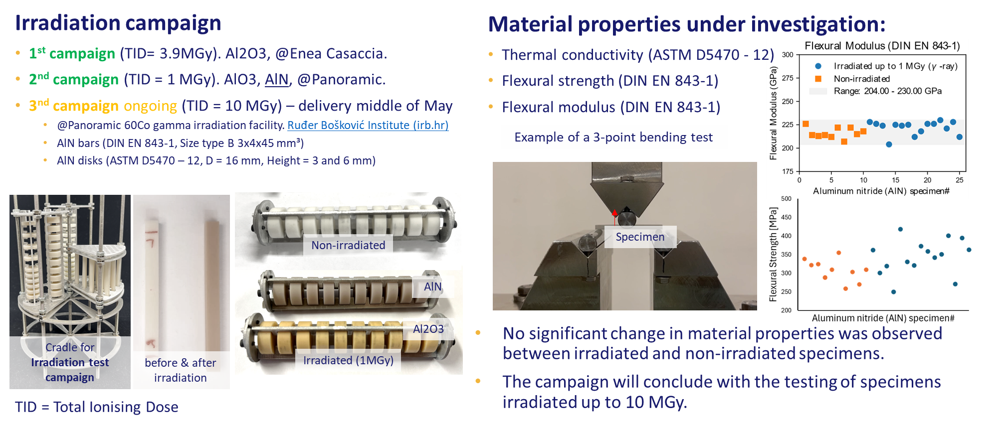 Irradiation campaign
• 1st campaign (TID= 3.9MGy). Al2O3, @Enea Casaccia.
• 2nd campaign (TID = 1 MGy). AlO3, AlN, @Panoramic.
• 3nd campaign ongoing (TID = 10 MGy) – delivery middle of May
• @Panoramic 60Co gamma irradiation facility. Ruđer Bošković Institute (irb.hr)
• AlN bars (DIN EN 843-1, Size type B 3x4x45 mm³)
• AlN disks (ASTM D5470 – 12, D = 16 mm, Height = 3 and 6 mm)
Cradle for
Irradiation test
campaign
before & after
irradiation
Non-irradiated
AlN
Al2O3
Irradiated (1MGy)
TID = Total Ionising Dose
Material properties under investigation:
• Thermal conductivity (ASTM D5470 - 12)
• Flexural strength (DIN EN 843-1)
• Flexural modulus (DIN EN 843-1)
Example of a 3-point bending test
Specimen
Flexural Modulus (DIN EN 843-1)
Irradiated up to 1 MGy (γ -ray)
Non-irradiated
Range: 204.00 - 230.00 GPa
Flexural Modulus (GPa)
300
275
250
225
200
175
0 5 10 15 20 25
Aluminum nitride (AlN) specimen#
Flexural Strength [MPa]
500
450
400
350
300
250
200
Aluminum nitride (AlN) specimen#
• No significant change in material properties was observed
between irradiated and non-irradiated specimens.
• The campaign will conclude with the testing of specimens
irradiated up to 10 MGy.